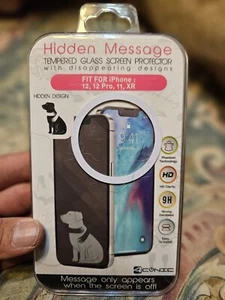 Hidden Message
TEMPERED GLASS SCREEN PROTECTOR
with disappearing designs
FIT FOR iPhone :
12, 12 Pro, 11, XR
HIDDEN DESIGN
HD
9H
Message only appears
when the screen is off!